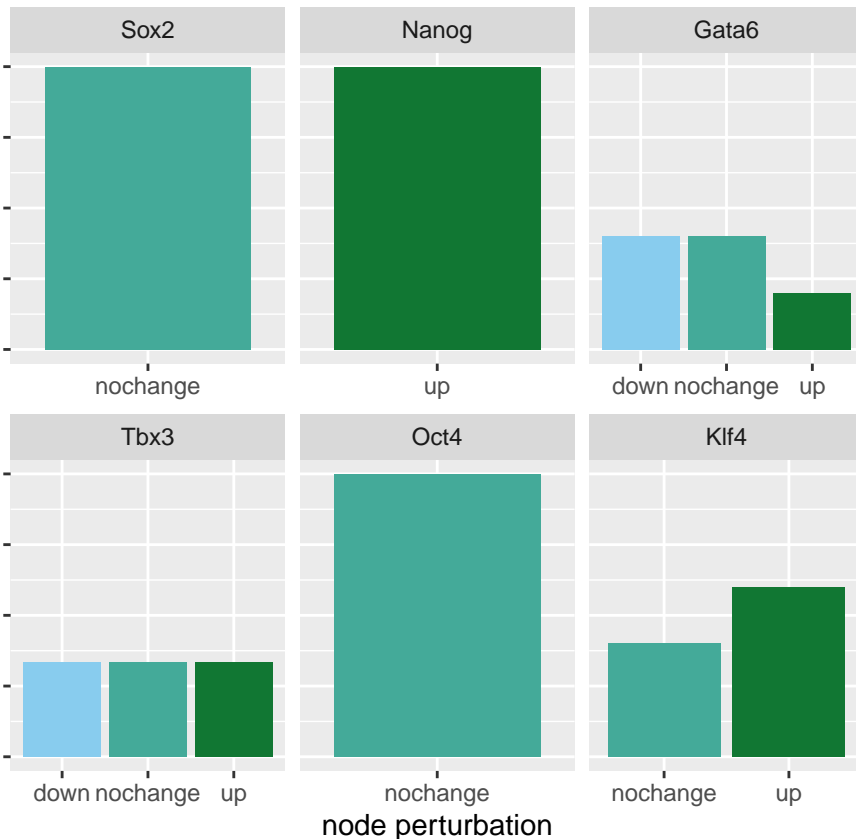 Sox2 Nanog Gata6
nochange up down nochange up
Tbx3 Oct4 Klf4
down nochange up nochange nochange up
node perturbation